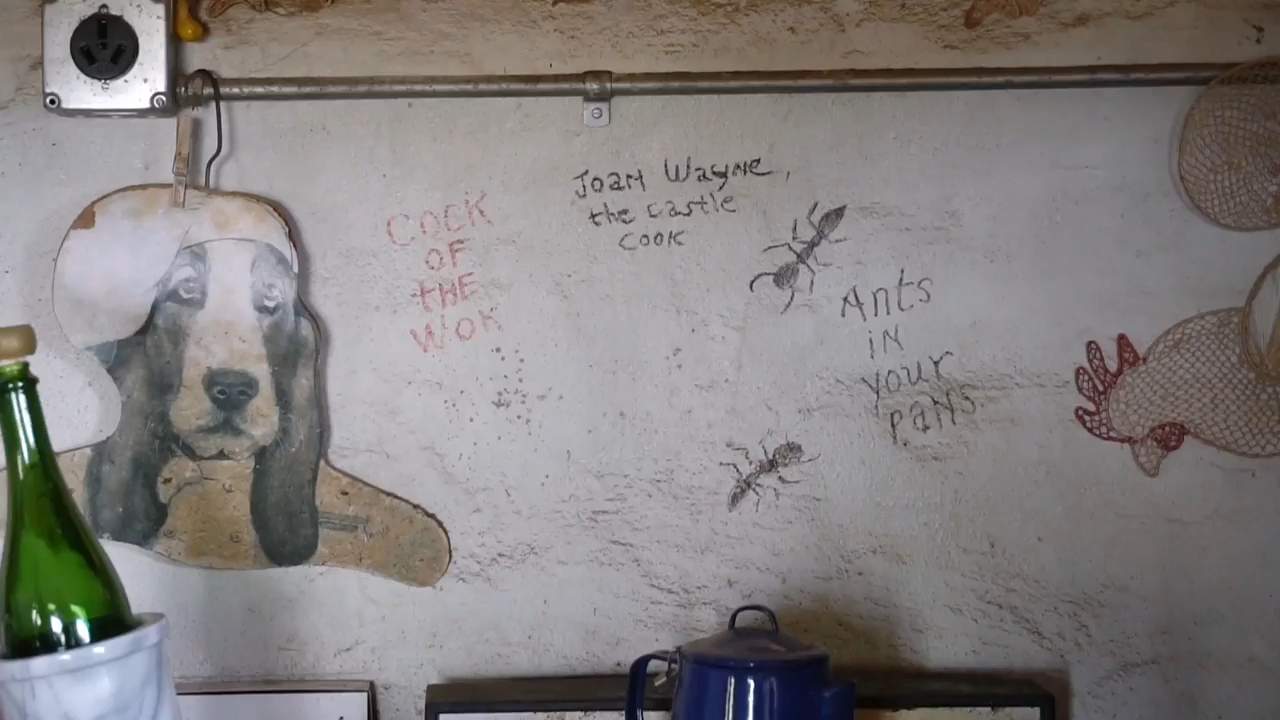 COCK
OF
tHE
WOK
Joan Wayne,
the castle
cook
Ants
iN
your
paNs